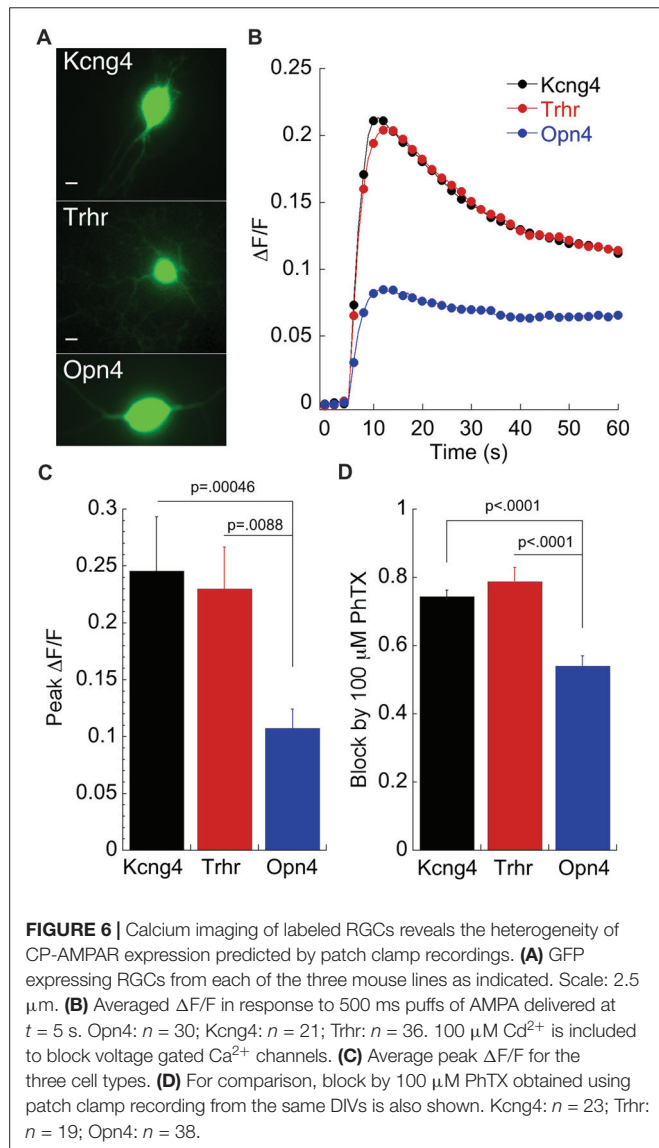 A
Kcng4
Trhr
Opn4
B
0.25
0.2
0.15
0.1
0.05
0
ΔF/F
Kcng4
Trhr
Opn4
0 10 20 30 40 50 60
Time (s)
C
p=.00046
p=.0088
0.3
0.25
0.2
0.15
0.1
0.05
0
Peak ΔF/F
Kcng4 Trhr Opn4
D
p<.0001
p<.0001
1
0.8
0.6
0.4
0.2
0
Block by 100 μM PhTX
Kcng4 Trhr Opn4
FIGURE 6 | Calcium imaging of labeled RGCs reveals the heterogeneity of
CP-AMPAR expression predicted by patch clamp recordings. (A) GFP
expressing RGCs from each of the three mouse lines as indicated. Scale: 2.5
μm. (B) Averaged ΔF/F in response to 500 ms puffs of AMPA delivered at
t = 5 s. Opn4: n = 30; Kcng4: n = 21; Trhr: n = 36. 100 μM Cd²⁺ is included
to block voltage gated Ca²⁺ channels. (C) Average peak ΔF/F for the
three cell types. (D) For comparison, block by 100 μM PhTX obtained using
patch clamp recording from the same DIVs is also shown. Kcng4: n = 23; Trhr:
n = 19; Opn4: n = 38.